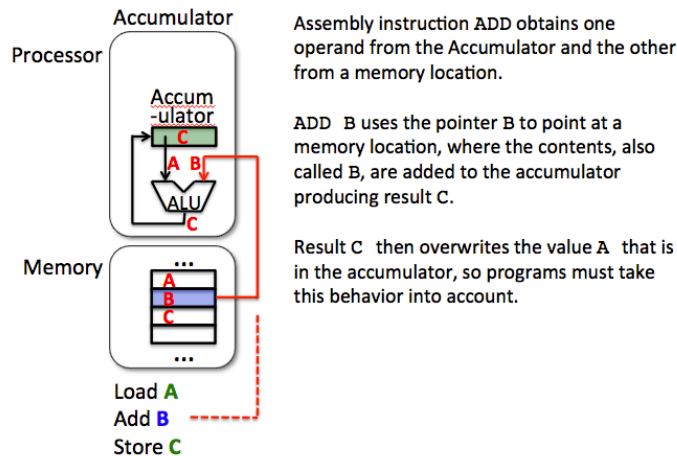 Accumulator
Processor
Accum
-ulator
C
A B
ALU
C
Memory
...
A
B
C
...
Load A
Add B
Store C
Assembly instruction ADD obtains one
operand from the Accumulator and the other
from a memory location.
ADD B uses the pointer B to point at a
memory location, where the contents, also
called B, are added to the accumulator
producing result C.
Result C then overwrites the value A that is
in the accumulator, so programs must take
this behavior into account.